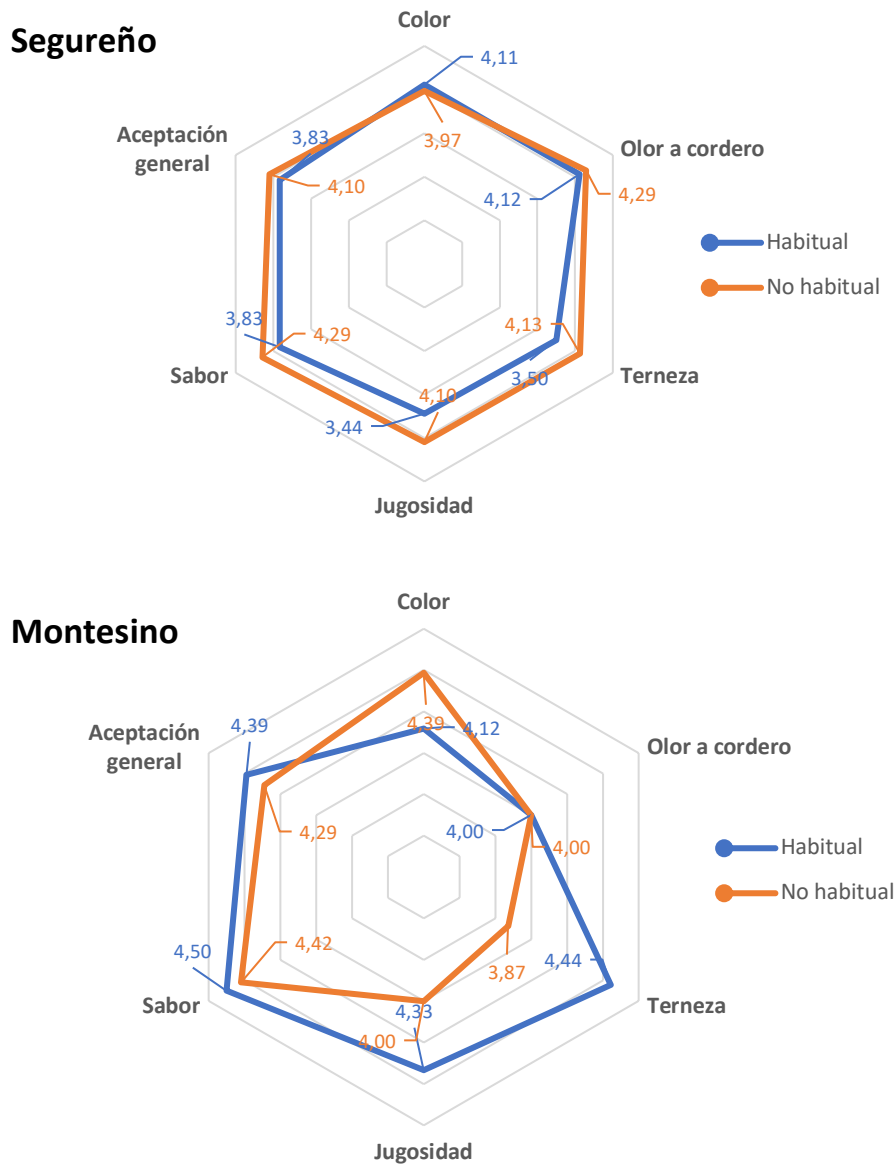 Segureño
Color
4,11
Aceptación
general
3,83
3,97
Olor a cordero
4,10
4,12
4,29
Habitual
No habitual
3,83
4,29
4,13
Sabor
Terneza
3,50
4,10
3,44
Jugosidad
Montesino
Color
4,39
4,39
4,12
Aceptación
general
Olor a cordero
4,29
4,00
4,00
Habitual
No habitual
4,50
4,42
3,87
4,44
Sabor
Terneza
4,33
4,00
Jugosidad